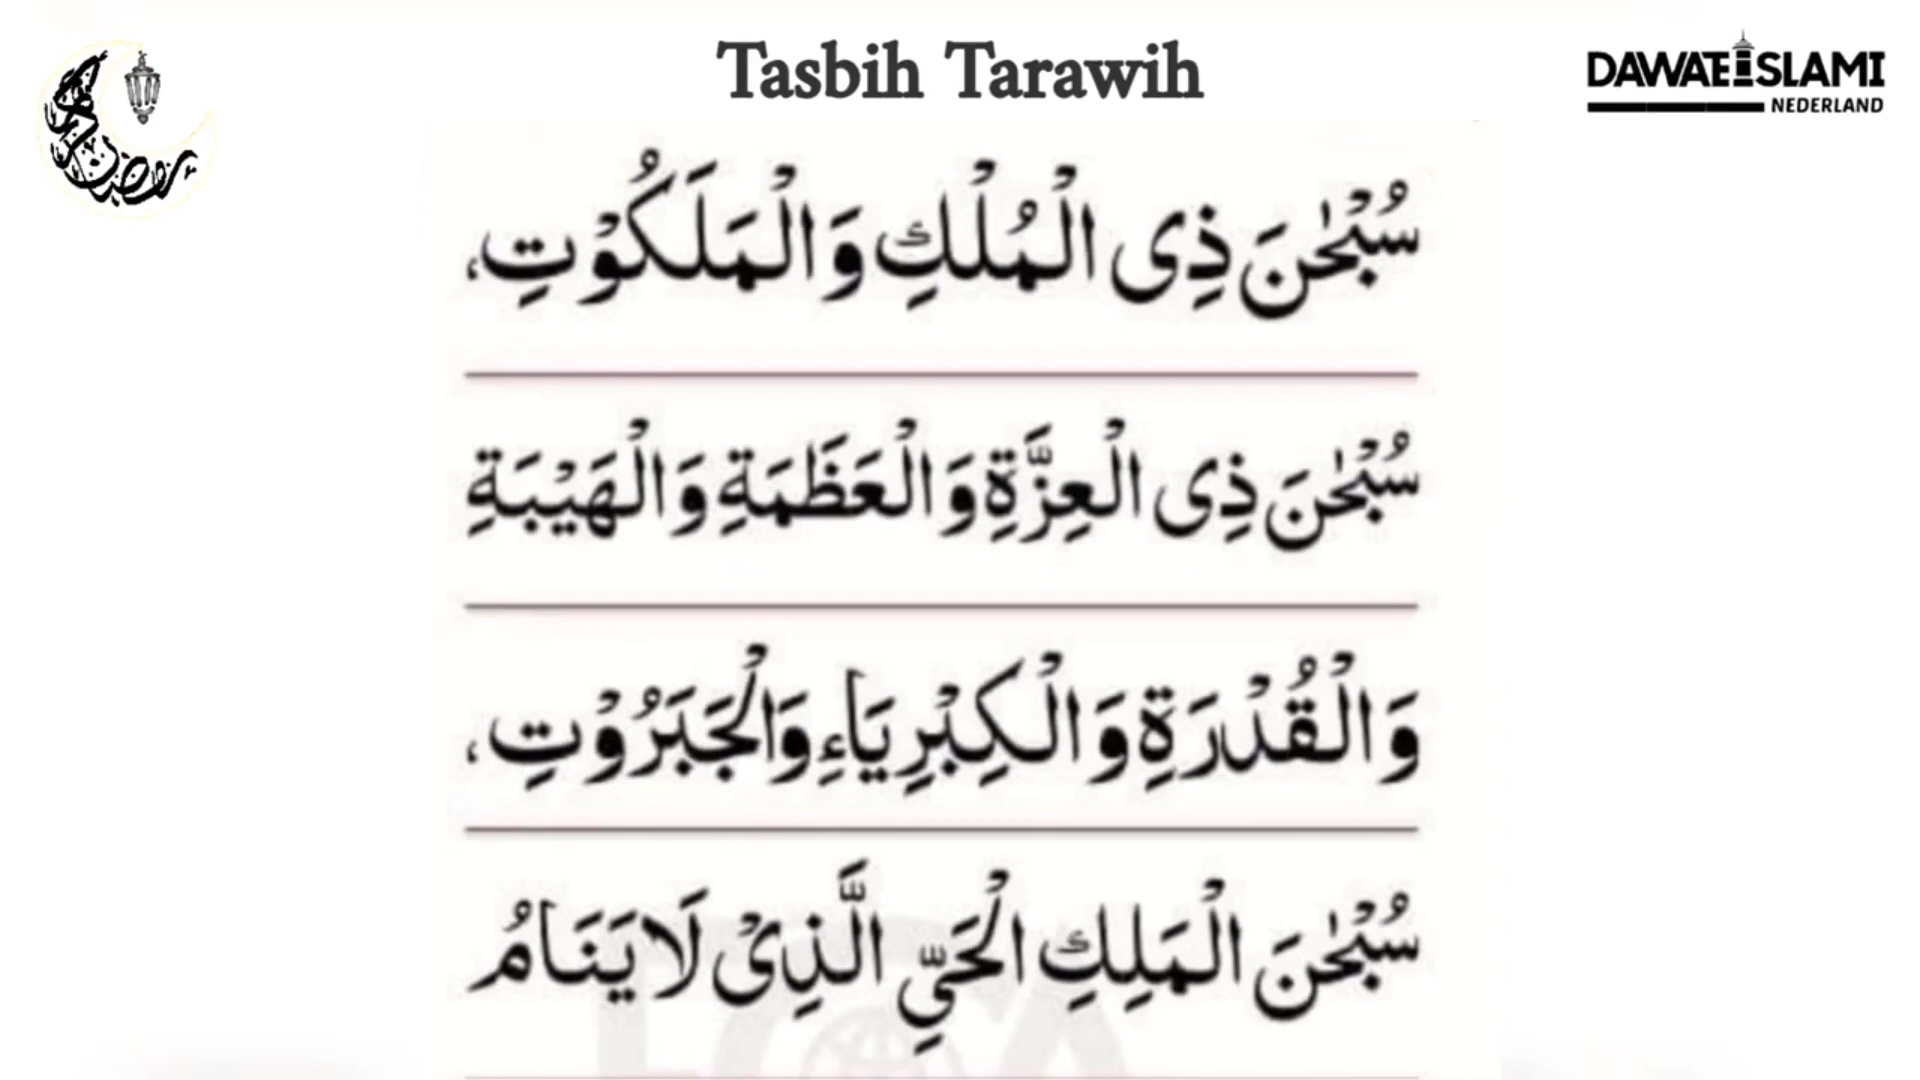 Tasbih Tarawih
DAWATEISLAMI
NEDERLAND
سُبْحٰنَ ذِی الْمُلْكِ وَالْمَلَكُوْتِ،
سُبْحٰنَ ذِی الْعِزَّةِ وَالْعَظَمَةِ وَالْهَيْبَةِ
وَالْقُدْرَةِ وَالْكِبْرِيَاءِ وَالْجَبَرُوْتِ،
سُبْحٰنَ الْمَلِكِ الْحَيِّ الَّذِیْ لَا يَنَامُ